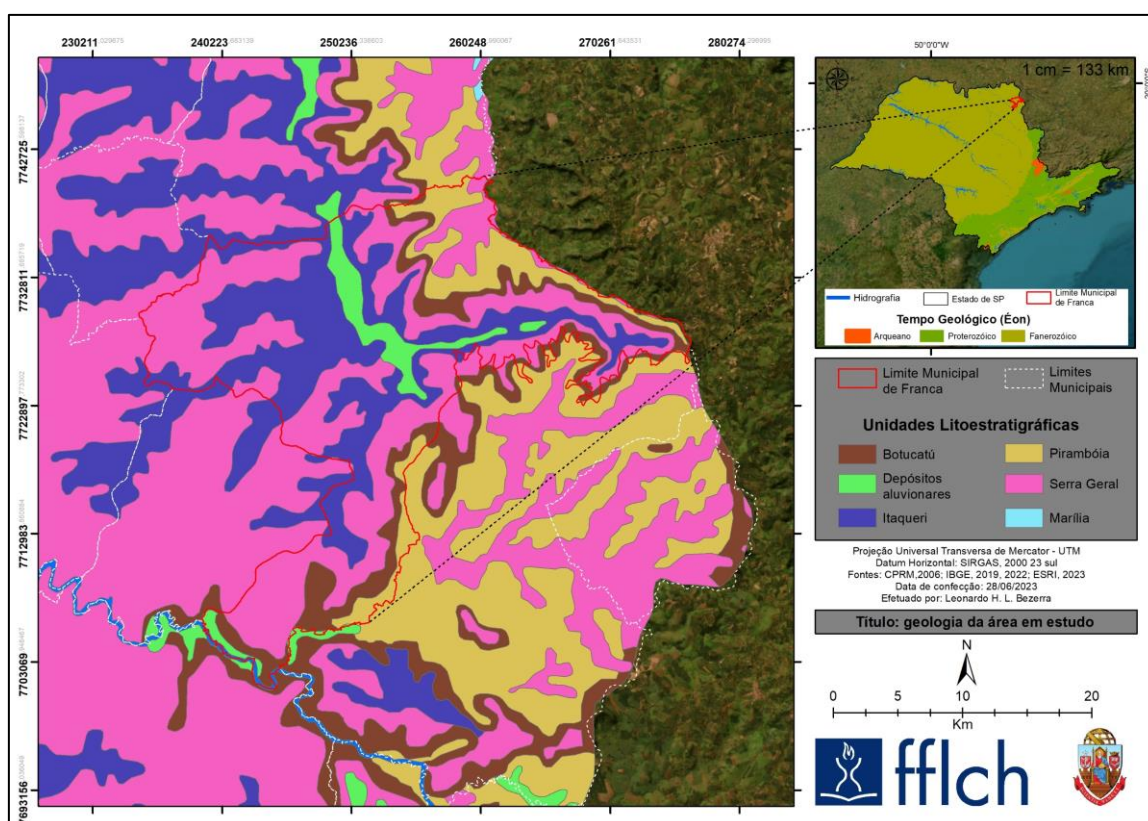 230211 240223 250236 260248 270261 280274
7742725
7732811
7722897
7712983
7703069
7693156
50°0'0"W
1 cm = 133 km
Hidrografia Estado de SP Limite Municipal de Franca
Tempo Geológico (Éon)
Arqueano Proterozóico Fanerozóico
Limite Municipal de Franca
Limites Municipais
Unidades Litoestratigráficas
Botucatú Pirambóia
Depósitos aluvionares Serra Geral
Itaqueri Marília
Projeção Universal Transversa de Mercator - UTM
Datum Horizontal: SIRGAS, 2000 23 sul
Fontes: CPRM,2006; IBGE, 2019, 2022; ESRI, 2023
Data de confecção: 28/06/2023
Efetuado por: Leonardo H. L. Bezerra
Título: geologia da área em estudo
N
0 5 10 20
Km
fflch